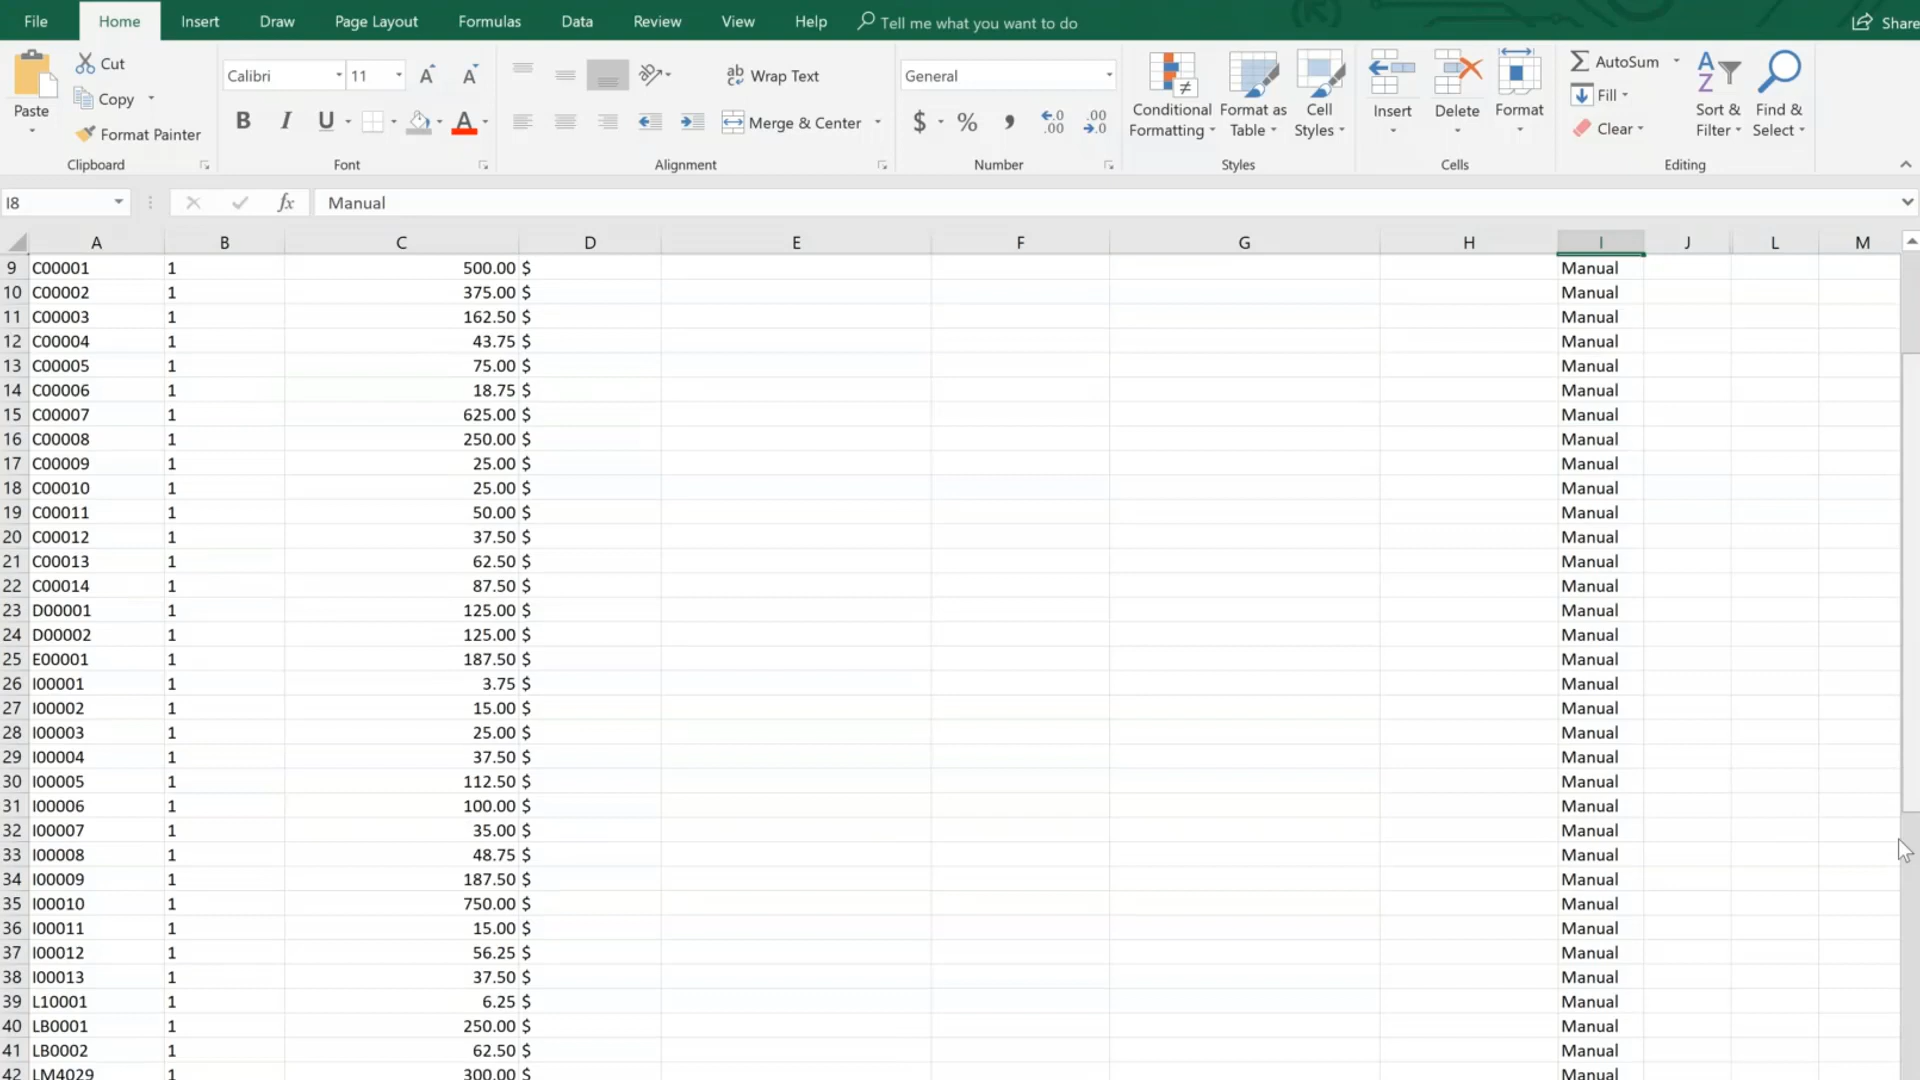 File Home Insert Draw Page Layout Formulas Data Review View Help Tell me what you want to do Share
Paste
Cut
Copy
Format Painter
Clipboard
Calibri 11 A A
B I U A
Font
ab Wrap Text
Merge & Center
Alignment
General
$ % , .00 .00
Number
Conditional Formatting
Format as Table
Cell Styles
Styles
Insert
Delete
Format
Cells
AutoSum
Fill
Clear
Sort & Filter
Find & Select
Editing
I8 fx Manual
A B C D E F G H I J L M
9 C00001 1 500.00 $ Manual
10 C00002 1 375.00 $ Manual
11 C00003 1 162.50 $ Manual
12 C00004 1 43.75 $ Manual
13 C00005 1 75.00 $ Manual
14 C00006 1 18.75 $ Manual
15 C00007 1 625.00 $ Manual
16 C00008 1 250.00 $ Manual
17 C00009 1 25.00 $ Manual
18 C00010 1 25.00 $ Manual
19 C00011 1 50.00 $ Manual
20 C00012 1 37.50 $ Manual
21 C00013 1 62.50 $ Manual
22 C00014 1 87.50 $ Manual
23 D00001 1 125.00 $ Manual
24 D00002 1 125.00 $ Manual
25 E00001 1 187.50 $ Manual
26 I00001 1 3.75 $ Manual
27 I00002 1 15.00 $ Manual
28 I00003 1 25.00 $ Manual
29 I00004 1 37.50 $ Manual
30 I00005 1 112.50 $ Manual
31 I00006 1 100.00 $ Manual
32 I00007 1 35.00 $ Manual
33 I00008 1 48.75 $ Manual
34 I00009 1 187.50 $ Manual
35 I00010 1 750.00 $ Manual
36 I00011 1 15.00 $ Manual
37 I00012 1 56.25 $ Manual
38 I00013 1 37.50 $ Manual
39 L10001 1 6.25 $ Manual
40 LB0001 1 250.00 $ Manual
41 LB0002 1 62.50 $ Manual
42 LM4029 1 300.00 $ Manual